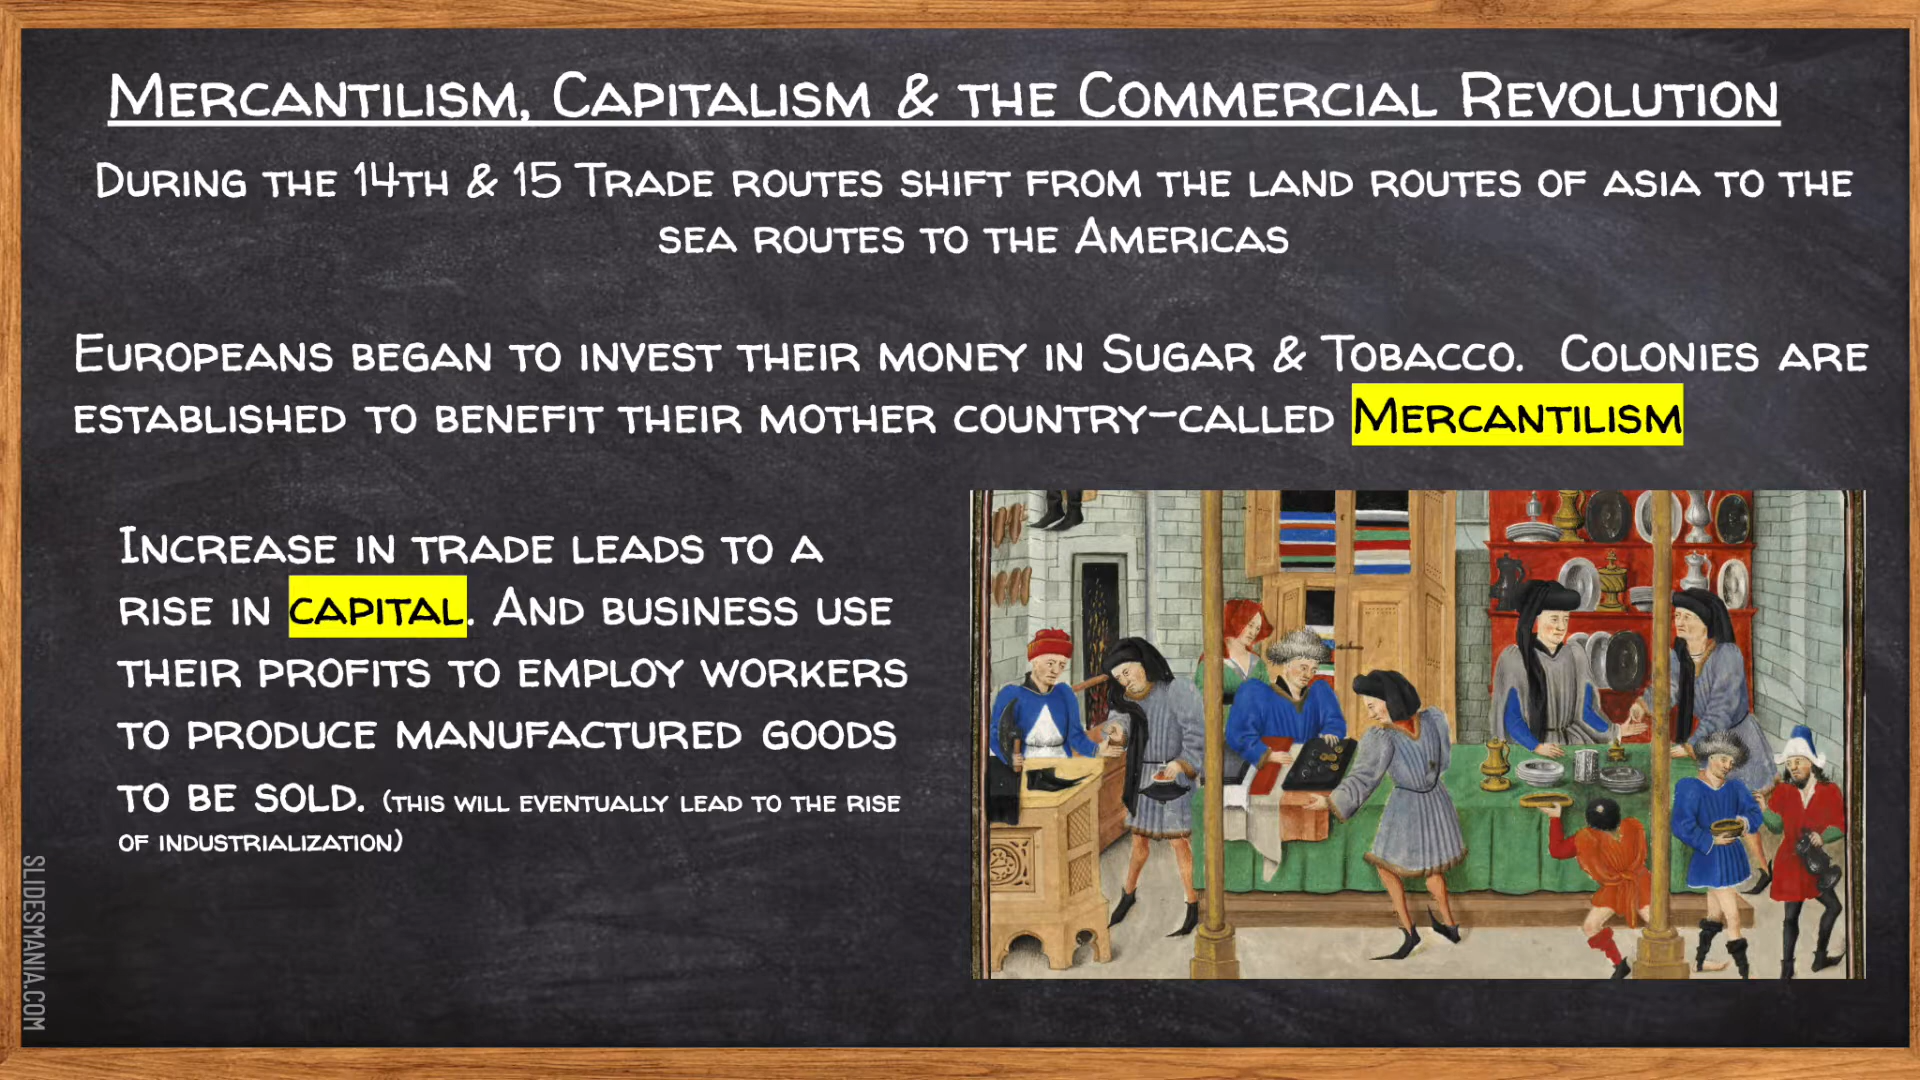 Mercantilism, Capitalism & the Commercial Revolution
During the 14th & 15 Trade routes shift from the land routes of asia to the
sea routes to the Americas
Europeans began to invest their money in Sugar & Tobacco. Colonies are
established to benefit their mother country-called Mercantilism
Increase in trade leads to a
rise in capital. And business use
their profits to employ workers
to produce manufactured goods
to be sold. (this will eventually lead to the rise
of industrialization)
SLIDESMANIA.COM